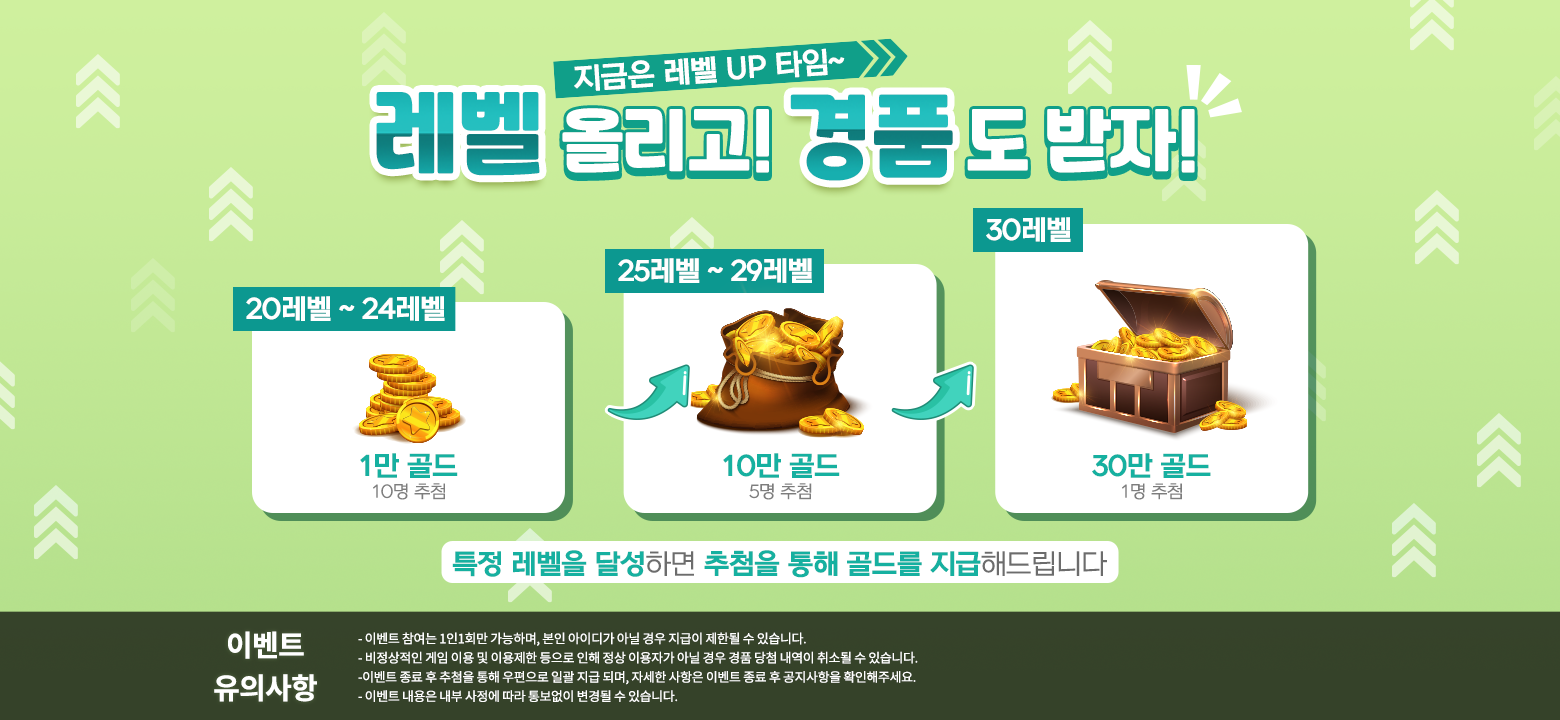 지금은 레벨 UP 타임~
레벨 올리고! 경품도 받자!
20레벨 ~ 24레벨
1만 골드
10명 추첨
25레벨 ~ 29레벨
10만 골드
5명 추첨
30레벨
30만 골드
1명 추첨
특정 레벨을 달성하면 추첨을 통해 골드를 지급해드립니다
이벤트
유의사항
- 이벤트 참여는 1인1회만 가능하며, 본인 아이디가 아닐 경우 지급이 제한될 수 있습니다.
- 비정상적인 게임 이용 및 이용제한 등으로 인해 정상 이용자가 아닐 경우 경품 당첨 내역이 취소될 수 있습니다.
-이벤트 종료 후 추첨을 통해 우편으로 일괄 지급 되며, 자세한 사항은 이벤트 종료 후 공지사항을 확인해주세요.
- 이벤트 내용은 내부 사정에 따라 통보없이 변경될 수 있습니다.